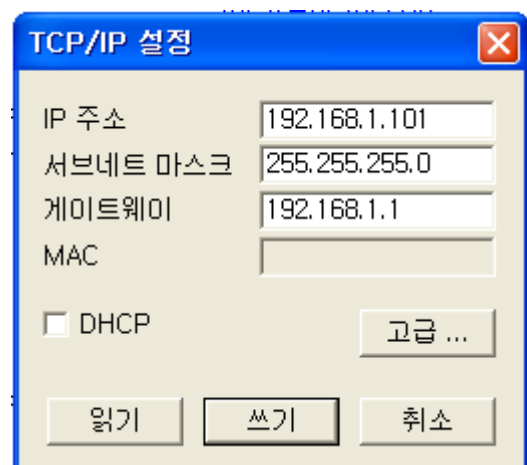 TCP/IP 설정
IP 주소 192.168.1.101
서브네트 마스크 255.255.255.0
게이트웨이 192.168.1.1
MAC
DHCP 고급 ...
읽기 쓰기 취소